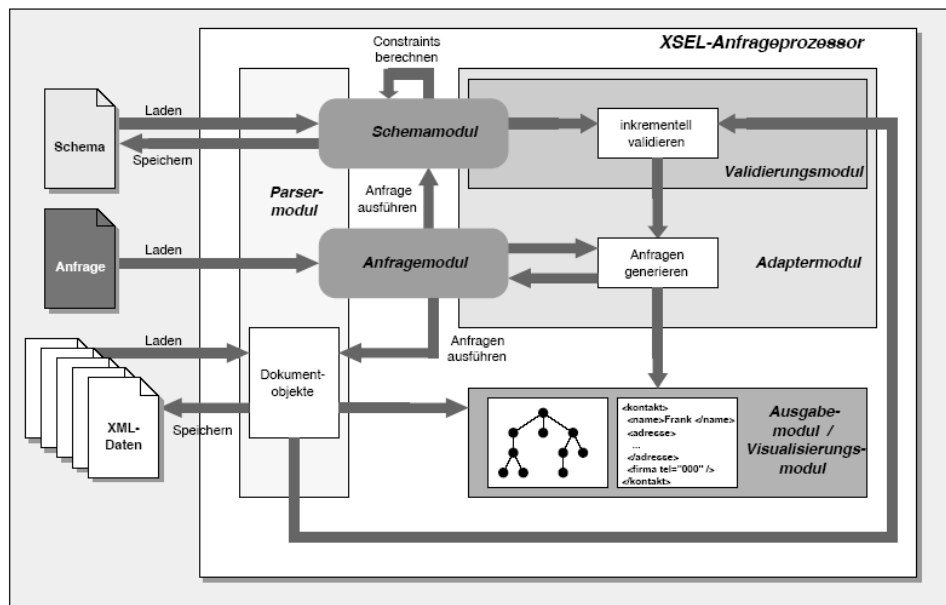 XSEL-Anfrageprozessor
Constraints
berechnen
Schema
Laden
Speichern
Schemamodul
inkrementell
validieren
Validierungsmodul
Parser-
modul
Anfrage
ausführen
Anfrage
Laden
Anfragemodul
Anfragen
generieren
Adaptermodul
Laden
Anfragen
ausführen
Dokument-
objekte
XML-
Daten
Speichern
<kontakt>
<name>Frank </name>
<adresse>
...
</adresse>
<firma tel="000" />
</kontakt>
Ausgabe-
modul /
Visualisierungs-
modul